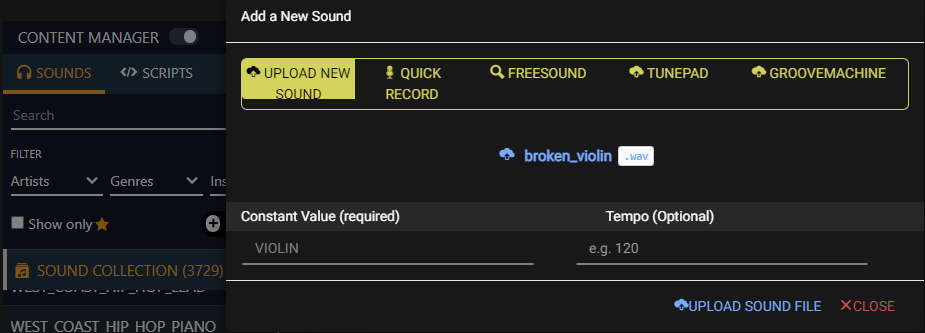 Add a New Sound
CONTENT MANAGER
SOUNDS
SCRIPTS
Search
FILTER
Artists
Genres
Ins
Show only
SOUND COLLECTION (3729)
WEST_COAST_HIP_HOP_LEAD
WEST_COAST_HIP_HOP_PIANO
UPLOAD NEW
SOUND
QUICK
RECORD
FREESOUND
TUNEPAD
GROOVEMACHINE
broken_violin .wav
Constant Value (required)
Tempo (Optional)
VIOLIN
e.g. 120
UPLOAD SOUND FILE
CLOSE